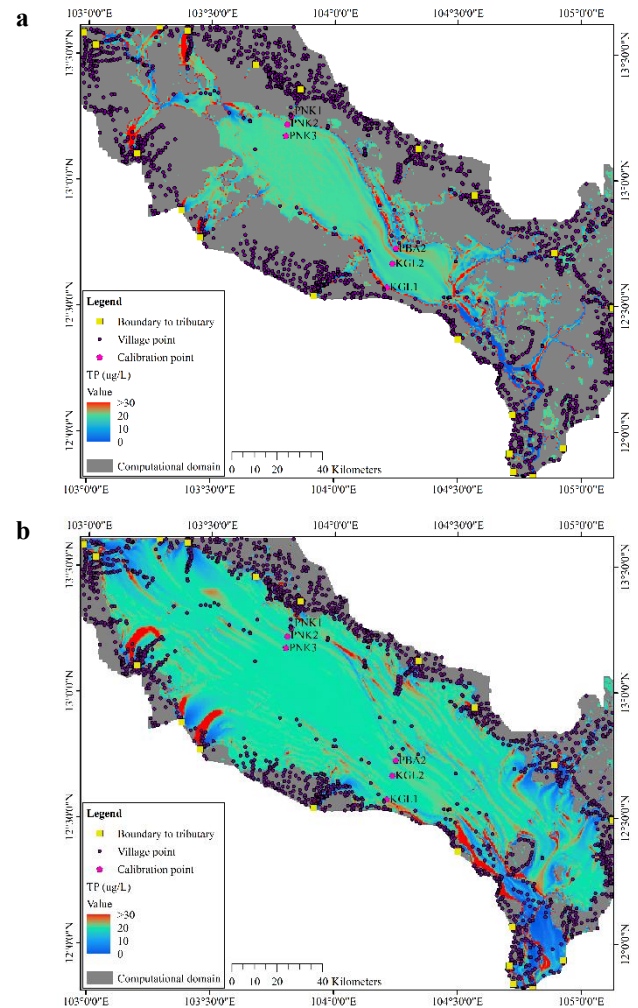 a
103°0'0"E 103°30'0"E 104°0'0"E 104°30'0"E 105°0'0"E
13°30'0"N
13°0'0"N
12°30'0"N
12°0'0"N
13°30'0"N
13°0'0"N
12°30'0"N
12°0'0"N
PNK1
PNK2
PNK3
PBA2
KGL2
KGL1
Legend
Boundary to tributary
Village point
Calibration point
TP (ug/L)
Value
>30
20
10
0
Computational domain
0 10 20 40 Kilometers
103°0'0"E 103°30'0"E 104°0'0"E 104°30'0"E 105°0'0"E
b
103°0'0"E 103°30'0"E 104°0'0"E 104°30'0"E 105°0'0"E
13°30'0"N
13°0'0"N
12°30'0"N
12°0'0"N
13°30'0"N
13°0'0"N
12°30'0"N
12°0'0"N
PNK1
PNK2
PNK3
PBA2
KGL2
KGL1
Legend
Boundary to tributary
Village point
Calibration point
TP (ug/L)
Value
>30
20
10
0
Computational domain
0 10 20 40 Kilometers
103°0'0"E 103°30'0"E 104°0'0"E 104°30'0"E 105°0'0"E